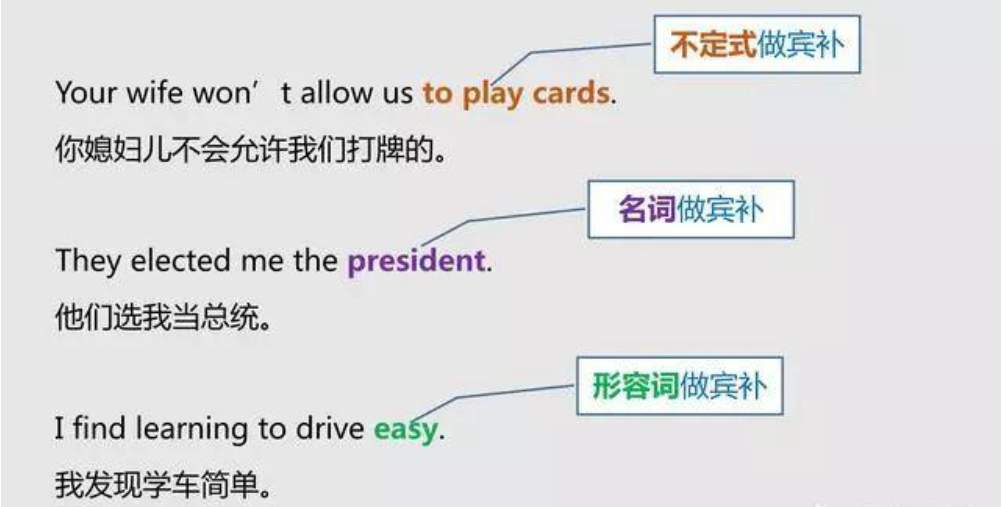 不定式做宾补
Your wife won’t allow us to play cards.
你媳妇儿不会允许我们打牌的。
名词做宾补
They elected me the president.
他们选我当总统。
形容词做宾补
I find learning to drive easy.
我发现学车简单。